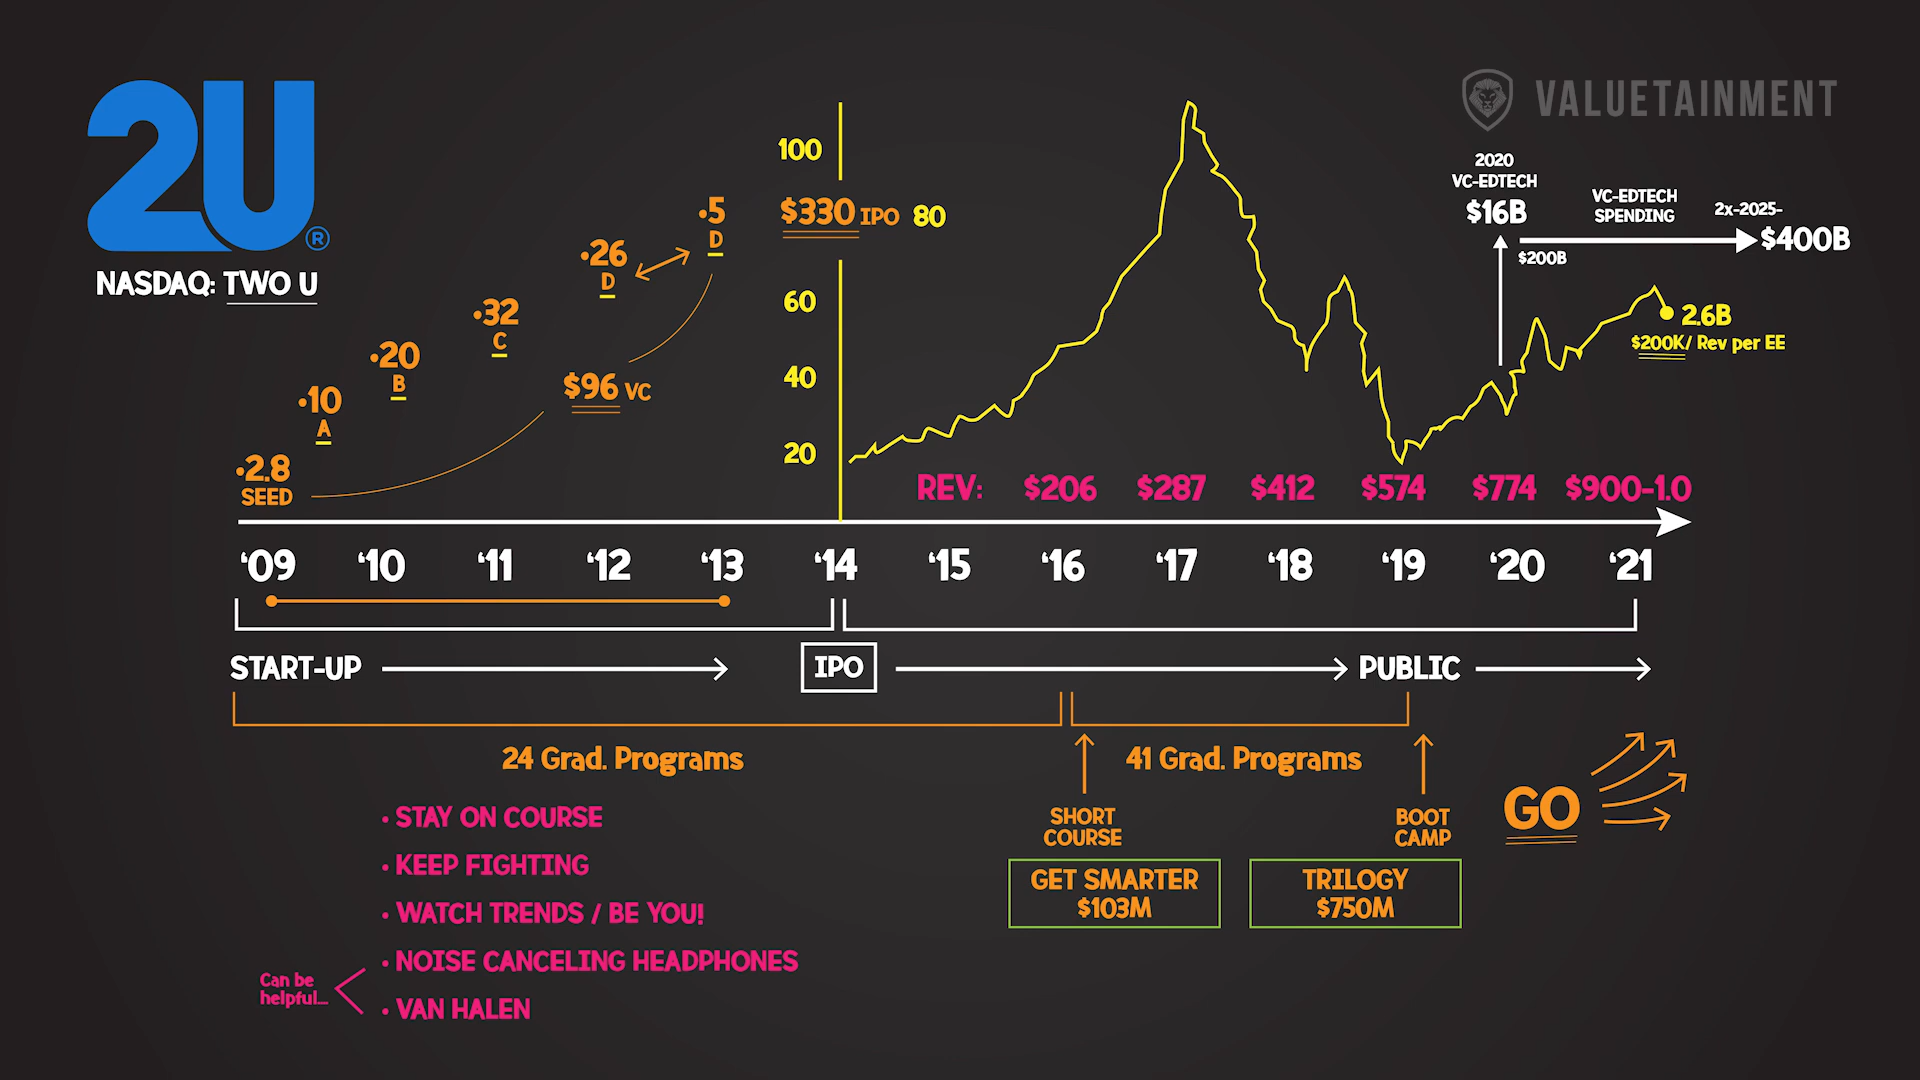 2U®
NASDAQ: TWO U
VALUETAINMENT
•2.8
SEED
•10
A
•20
B
•32
C
•26
D
•5
D
$96 VC
$330 IPO
100
80
60
40
20
2020
VC-EDTECH
$16B
VC-EDTECH
SPENDING
$200B
2x-2025-
$400B
2.6B
$200K/ Rev per EE
REV: $206 $287 $412 $574 $774 $900-1.0
‘09 ‘10 ‘11 ‘12 ‘13 ‘14 ‘15 ‘16 ‘17 ‘18 ‘19 ‘20 ‘21
START-UP IPO PUBLIC
24 Grad. Programs
41 Grad. Programs
SHORT
COURSE
GET SMARTER
$103M
BOOT
CAMP
TRILOGY
$750M
GO
• STAY ON COURSE
• KEEP FIGHTING
• WATCH TRENDS / BE YOU!
• NOISE CANCELING HEADPHONES
• VAN HALEN
Can be
helpful...